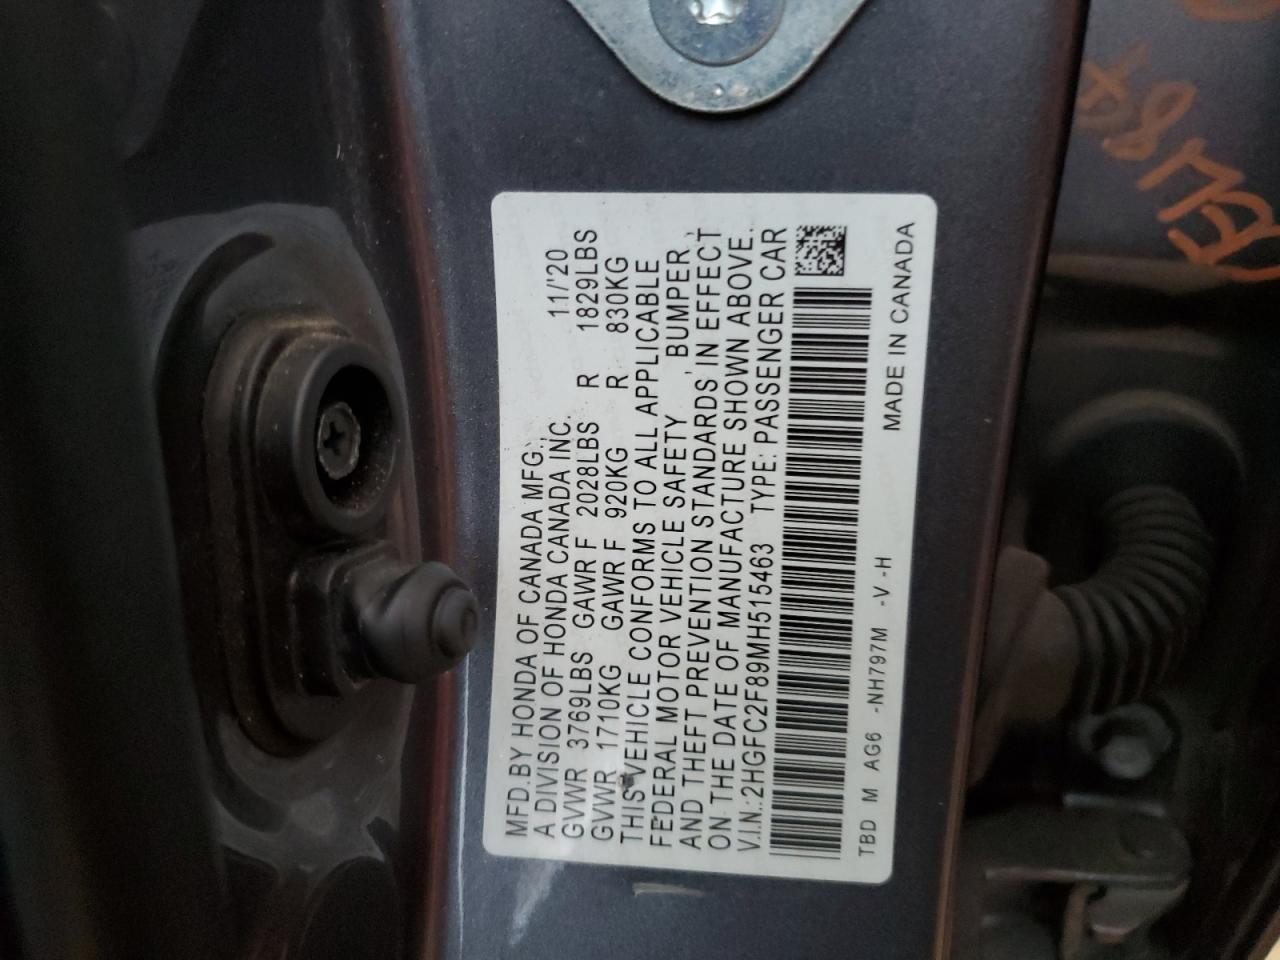 MFD.BY HONDA OF CANADA MFG.,
A DIVISION OF HONDA CANADA INC. 11/'20
GVWR 3769LBS GAWR F 2028LBS R 1829LBS
GVWR 1710KG GAWR F 920KG R 830KG
THIS VEHICLE CONFORMS TO ALL APPLICABLE
FEDERAL MOTOR VEHICLE SAFETY , BUMPER ,
AND THEFT PREVENTION STANDARDS IN EFFECT
ON THE DATE OF MANUFACTURE SHOWN ABOVE.
V.I.N.:2HGFC2F89MH515463 TYPE: PASSENGER CAR
TBD M AG6 -NH797M -V -H MADE IN CANADA